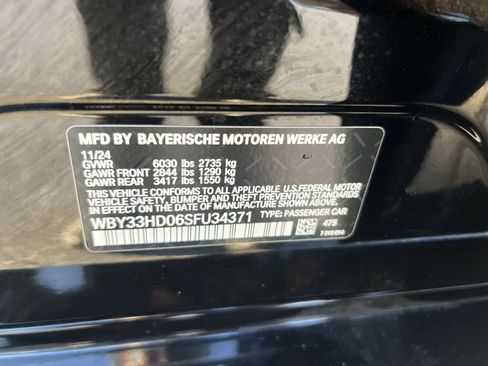 MFD BY BAYERISCHE MOTOREN WERKE AG
11/24
GVWR 6030 lbs 2735 kg
GAWR FRONT 2844 lbs 1290 kg
GAWR REAR 3417 lbs 1550 kg
THIS VEHICLE CONFORMS TO ALL APPLICABLE U.S.FEDERAL MOTOR
VEHICLE SAFETY, BUMPER AND THEFT PREVENTION STANDARDS IN
EFFECT ON THE DATE OF MANUFACTURE SHOWN ABOVE.
WBY33HD06SFU34371 TYPE: PASSENGER CAR
475